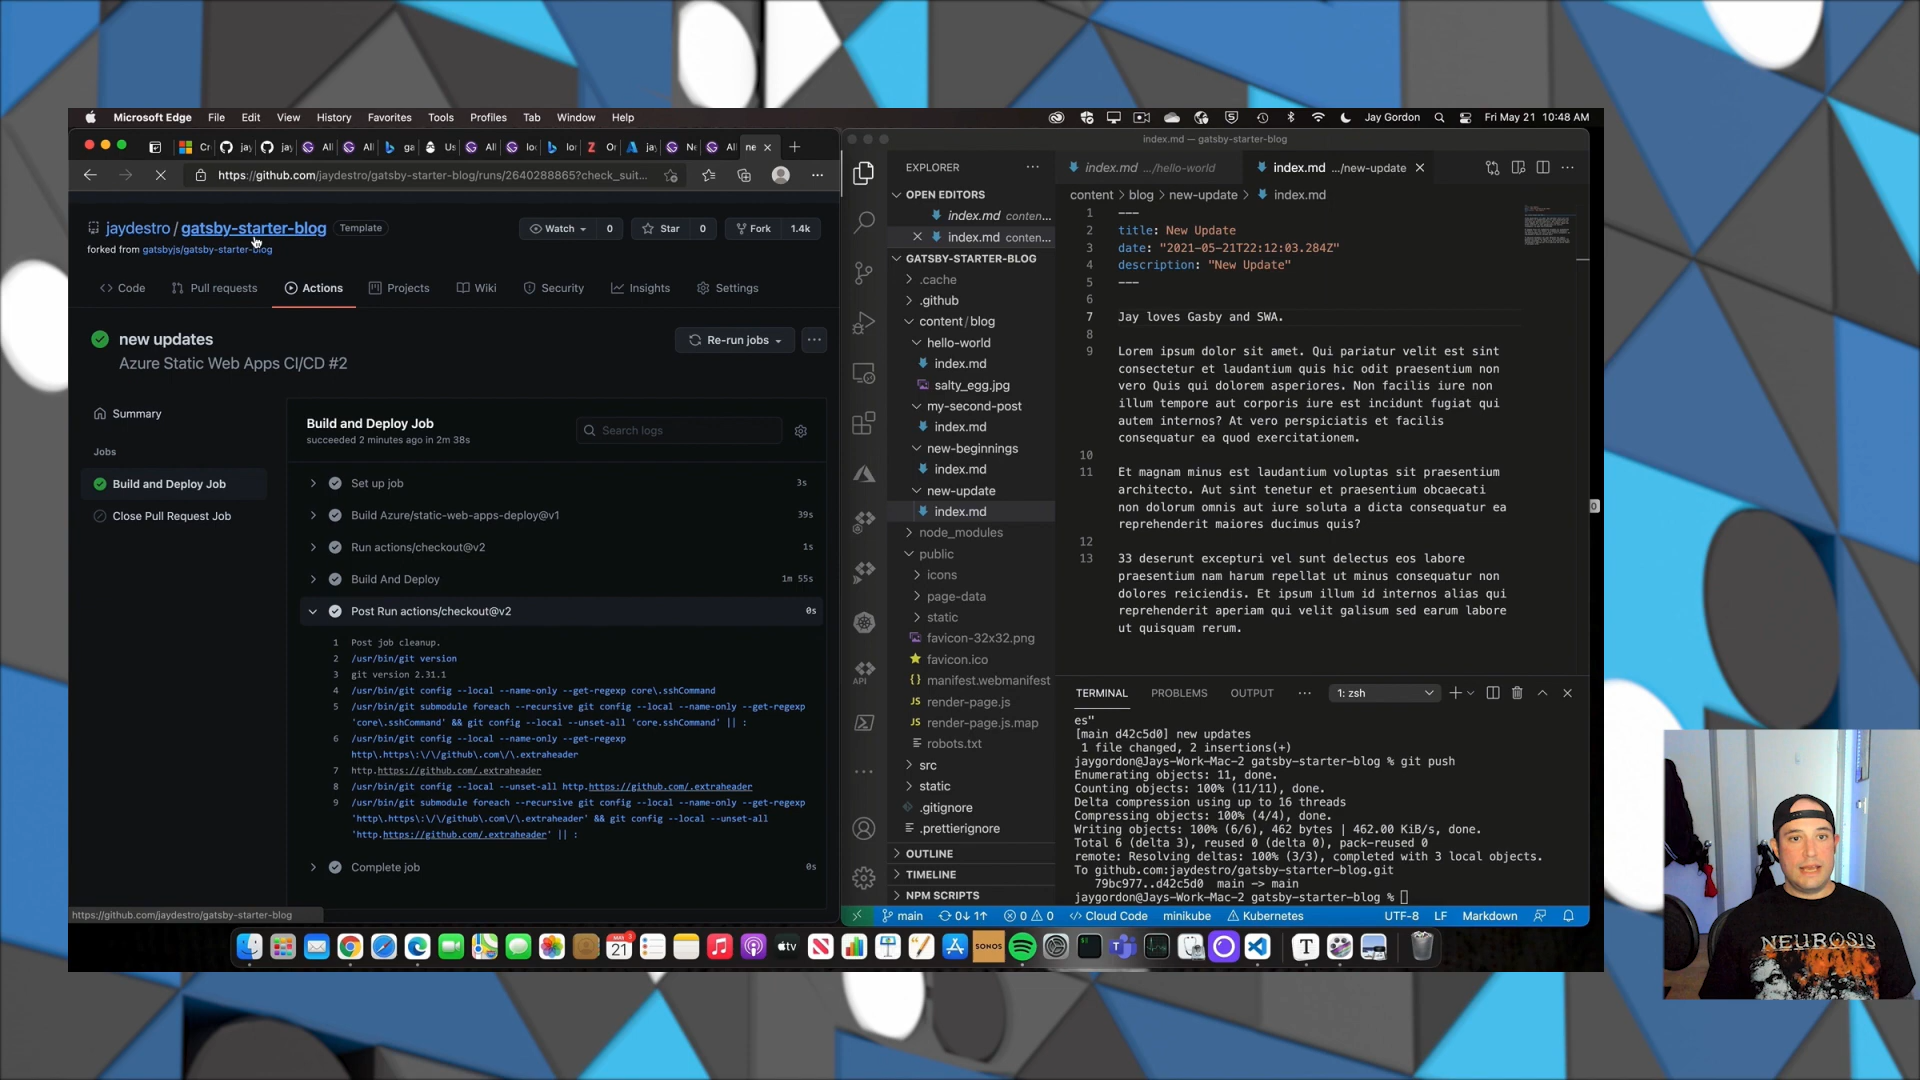 Microsoft Edge File Edit View History Favorites Tools Profiles Tab Window Help
Jay Gordon Fri May 21 10:48 AM
https://github.com/jaydestro/gatsby-starter-blog/runs/2640288865?check_suit...
jaydestro / gatsby-starter-blog Template
Watch 0 Star 0 Fork 1.4k
forked from gatsbyjs/gatsby-starter-blog
Code Pull requests Actions Projects Wiki Security Insights Settings
new updates
Azure Static Web Apps CI/CD #2
Re-run jobs
Summary
Jobs
Build and Deploy Job
Close Pull Request Job
Build and Deploy Job
succeeded 2 minutes ago in 2m 38s
Search logs
Set up job 3s
Build Azure/static-web-apps-deploy@v1 39s
Run actions/checkout@v2 1s
Build And Deploy 1m 55s
Post Run actions/checkout@v2 0s
1 Post job cleanup.
2 /usr/bin/git version
3 git version 2.31.1
4 /usr/bin/git config --local --name-only --get-regexp core\.sshCommand
5 /usr/bin/git submodule foreach --recursive git config --local --name-only --get-regexp
'core\.sshCommand' && git config --local --unset-all 'core.sshCommand' || :
6 /usr/bin/git config --local --name-only --get-regexp
http\.https\:\/\/github\.com\/\.extraheader
7 http.https://github.com/.extraheader
8 /usr/bin/git config --local --unset-all http.https://github.com/.extraheader
9 /usr/bin/git submodule foreach --recursive git config --local --name-only --get-regexp
'http\.https\:\/\/github\.com\/\.extraheader' && git config --local --unset-all
'http.https://github.com/.extraheader' || :
Complete job 0s
https://github.com/jaydestro/gatsby-starter-blog
index.md — gatsby-starter-blog
EXPLORER
OPEN EDITORS
index.md conten...
index.md conten...
GATSBY-STARTER-BLOG
.cache
.github
content/blog
hello-world
index.md
salty_egg.jpg
my-second-post
index.md
new-beginnings
index.md
new-update
index.md
node_modules
public
icons
page-data
static
favicon-32x32.png
favicon.ico
manifest.webmanifest
render-page.js
render-page.js.map
robots.txt
src
static
.gitignore
.prettierignore
OUTLINE
TIMELINE
NPM SCRIPTS
index.md .../hello-world index.md .../new-update
content > blog > new-update > index.md
1 ---
2 title: New Update
3 date: "2021-05-21T22:12:03.284Z"
4 description: "New Update"
5 ---
6
7 Jay loves Gasby and SWA.
8
9 Lorem ipsum dolor sit amet. Qui pariatur velit est sint
consectetur et laudantium quis hic odit praesentium non
vero Quis qui dolorem asperiores. Non facilis iure non
illum tempore aut corporis iure est incidunt fugiat qui
autem internos? At vero perspiciatis et facilis
consequatur ea quod exercitationem.
10
11 Et magnam minus est laudantium voluptas sit praesentium
architecto. Aut sint tenetur et praesentium obcaecati
non dolorum omnis aut iure soluta a dicta consequatur ea
reprehenderit maiores ducimus quis?
12
13 33 deserunt excepturi vel sunt delectus eos labore
praesentium nam harum repellat ut minus consequatur non
dolores reiciendis. Et ipsum illum id internos alias qui
reprehenderit aperiam qui velit galisum sed earum labore
ut quisquam rerum.
TERMINAL PROBLEMS OUTPUT ... 1: zsh
es"
[main d42c5d0] new updates
1 file changed, 2 insertions(+)
jaygordon@Jays-Work-Mac-2 gatsby-starter-blog % git push
Enumerating objects: 11, done.
Counting objects: 100% (11/11), done.
Delta compression using up to 16 threads
Compressing objects: 100% (4/4), done.
Writing objects: 100% (6/6), 462 bytes | 462.00 KiB/s, done.
Total 6 (delta 3), reused 0 (delta 0), pack-reused 0
remote: Resolving deltas: 100% (3/3), completed with 3 local objects.
To github.com:jaydestro/gatsby-starter-blog.git
79bc977..d42c5d0 main -> main
jaygordon@Jays-Work-Mac-2 gatsby-starter-blog %
main 0↓ 1↑ 0 0 Cloud Code minikube Kubernetes UTF-8 LF Markdown
API
SONOS
tv
21
NEUROSIS